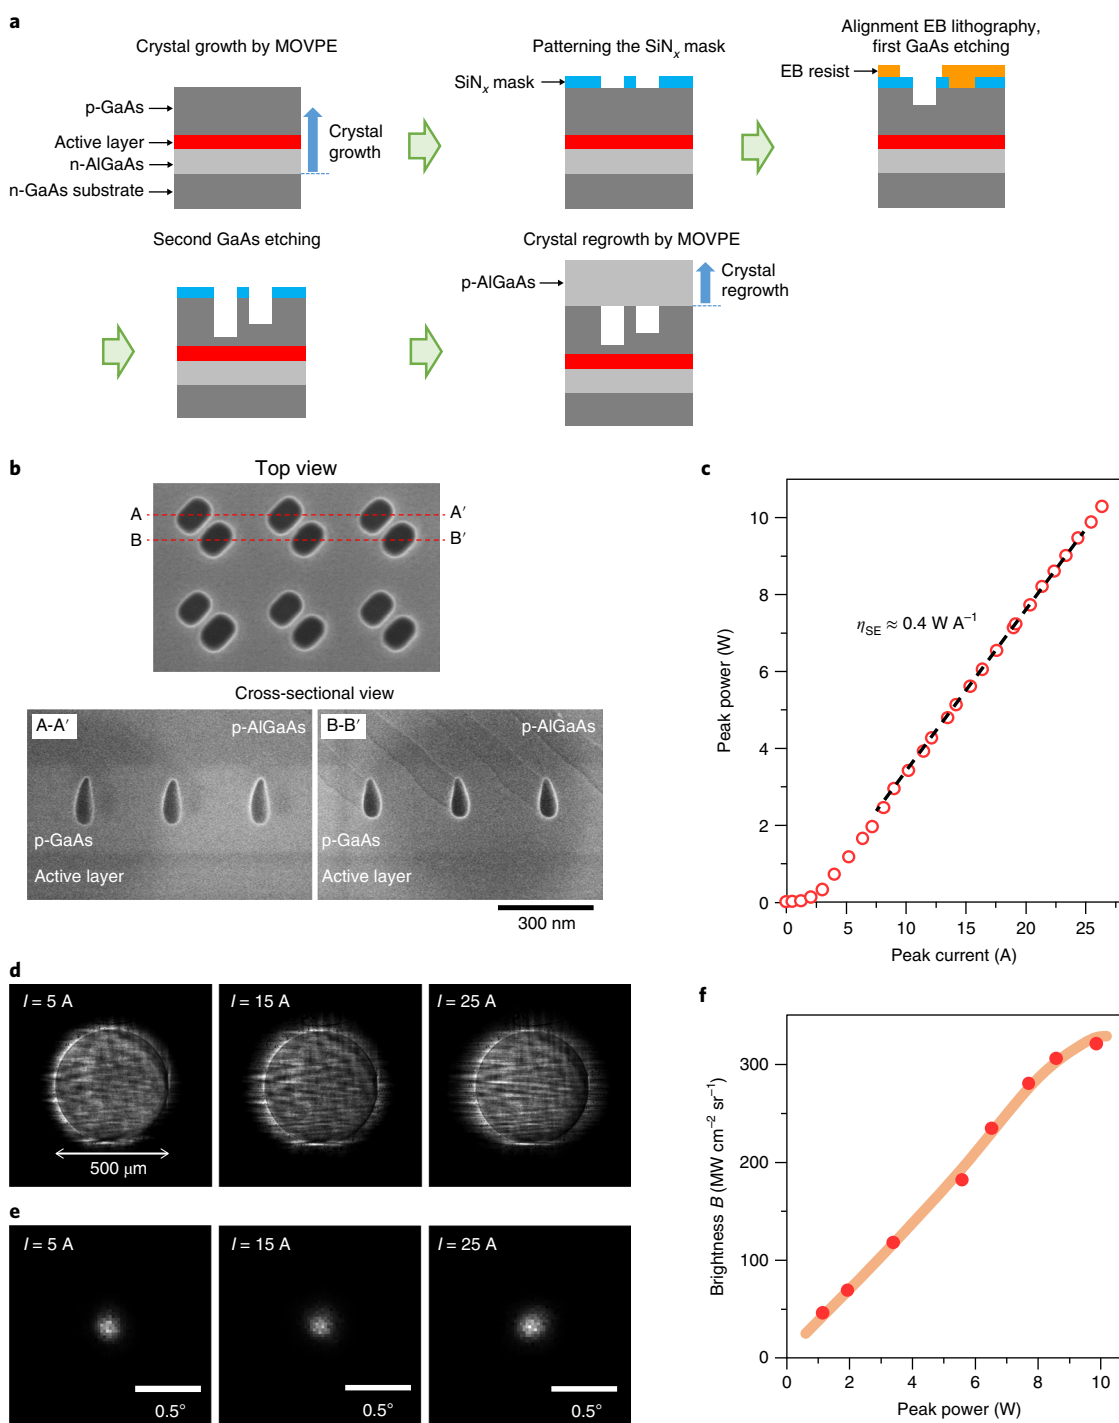 a
Crystal growth by MOVPE
p-GaAs
Active layer
n-AlGaAs
n-GaAs substrate
Crystal
growth
Patterning the SiNₓ mask
SiNₓ mask
Alignment EB lithography,
first GaAs etching
EB resist
Second GaAs etching
Crystal regrowth by MOVPE
p-AlGaAs
Crystal
regrowth
b
Top view
A
A′
B
B′
Cross-sectional view
A-A′
p-AlGaAs
p-GaAs
Active layer
B-B′
p-AlGaAs
p-GaAs
Active layer
300 nm
c
Peak power (W)
10
8
6
4
2
0
η_SE ≈ 0.4 W A⁻¹
0 5 10 15 20 25
Peak current (A)
d
I = 5 A
500 μm
I = 15 A
I = 25 A
e
I = 5 A
0.5°
I = 15 A
0.5°
I = 25 A
0.5°
f
Brightness B (MW cm⁻² sr⁻¹)
300
200
100
0
0 2 4 6 8 10
Peak power (W)